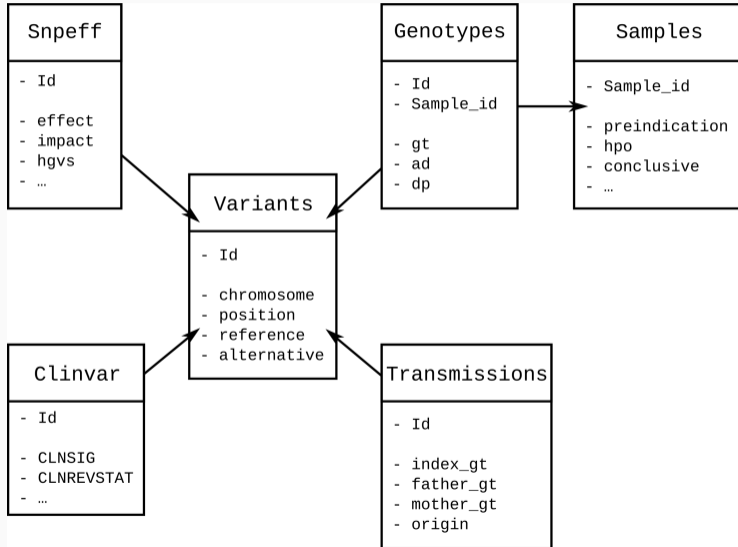 Snpeff
- Id
- effect
- impact
- hgvs
- …
Genotypes
- Id
- Sample_id
- gt
- ad
- dp
Samples
- Sample_id
- preindication
- hpo
- conclusive
- …
Variants
- Id
- chromosome
- position
- reference
- alternative
Clinvar
- Id
- CLNSIG
- CLNREVSTAT
- …
Transmissions
- Id
- index_gt
- father_gt
- mother_gt
- origin